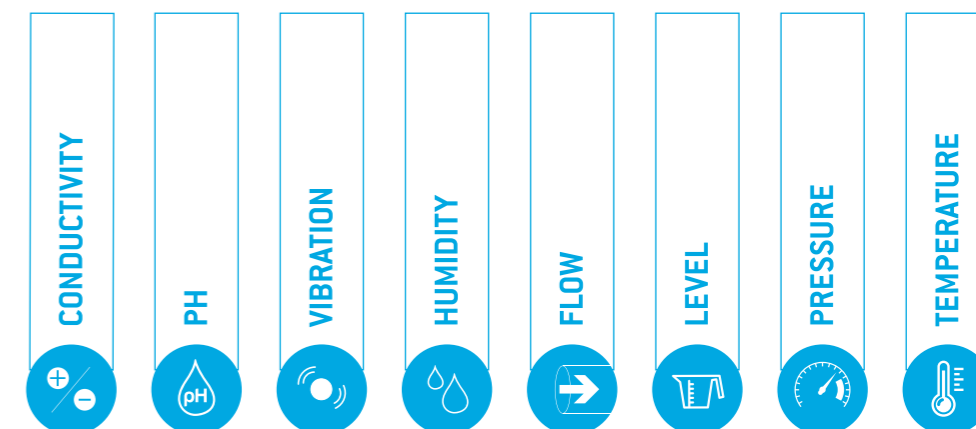 CONDUCTIVITY
PH
VIBRATION
HUMIDITY
FLOW
LEVEL
PRESSURE
TEMPERATURE
pH